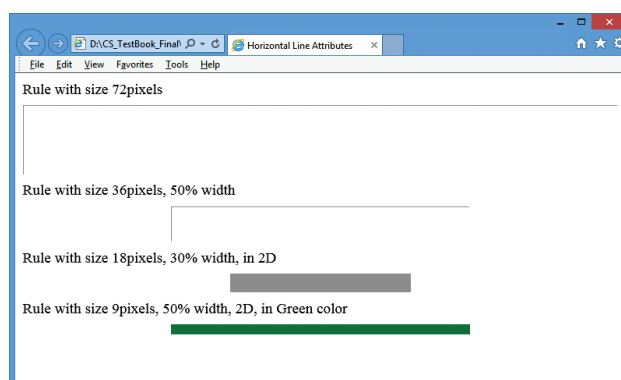 D:\CS_TestBook_Final\
Horizontal Line Attributes
File Edit View Favorites Tools Help
Rule with size 72pixels
Rule with size 36pixels, 50% width
Rule with size 18pixels, 30% width, in 2D
Rule with size 9pixels, 50% width, 2D, in Green color